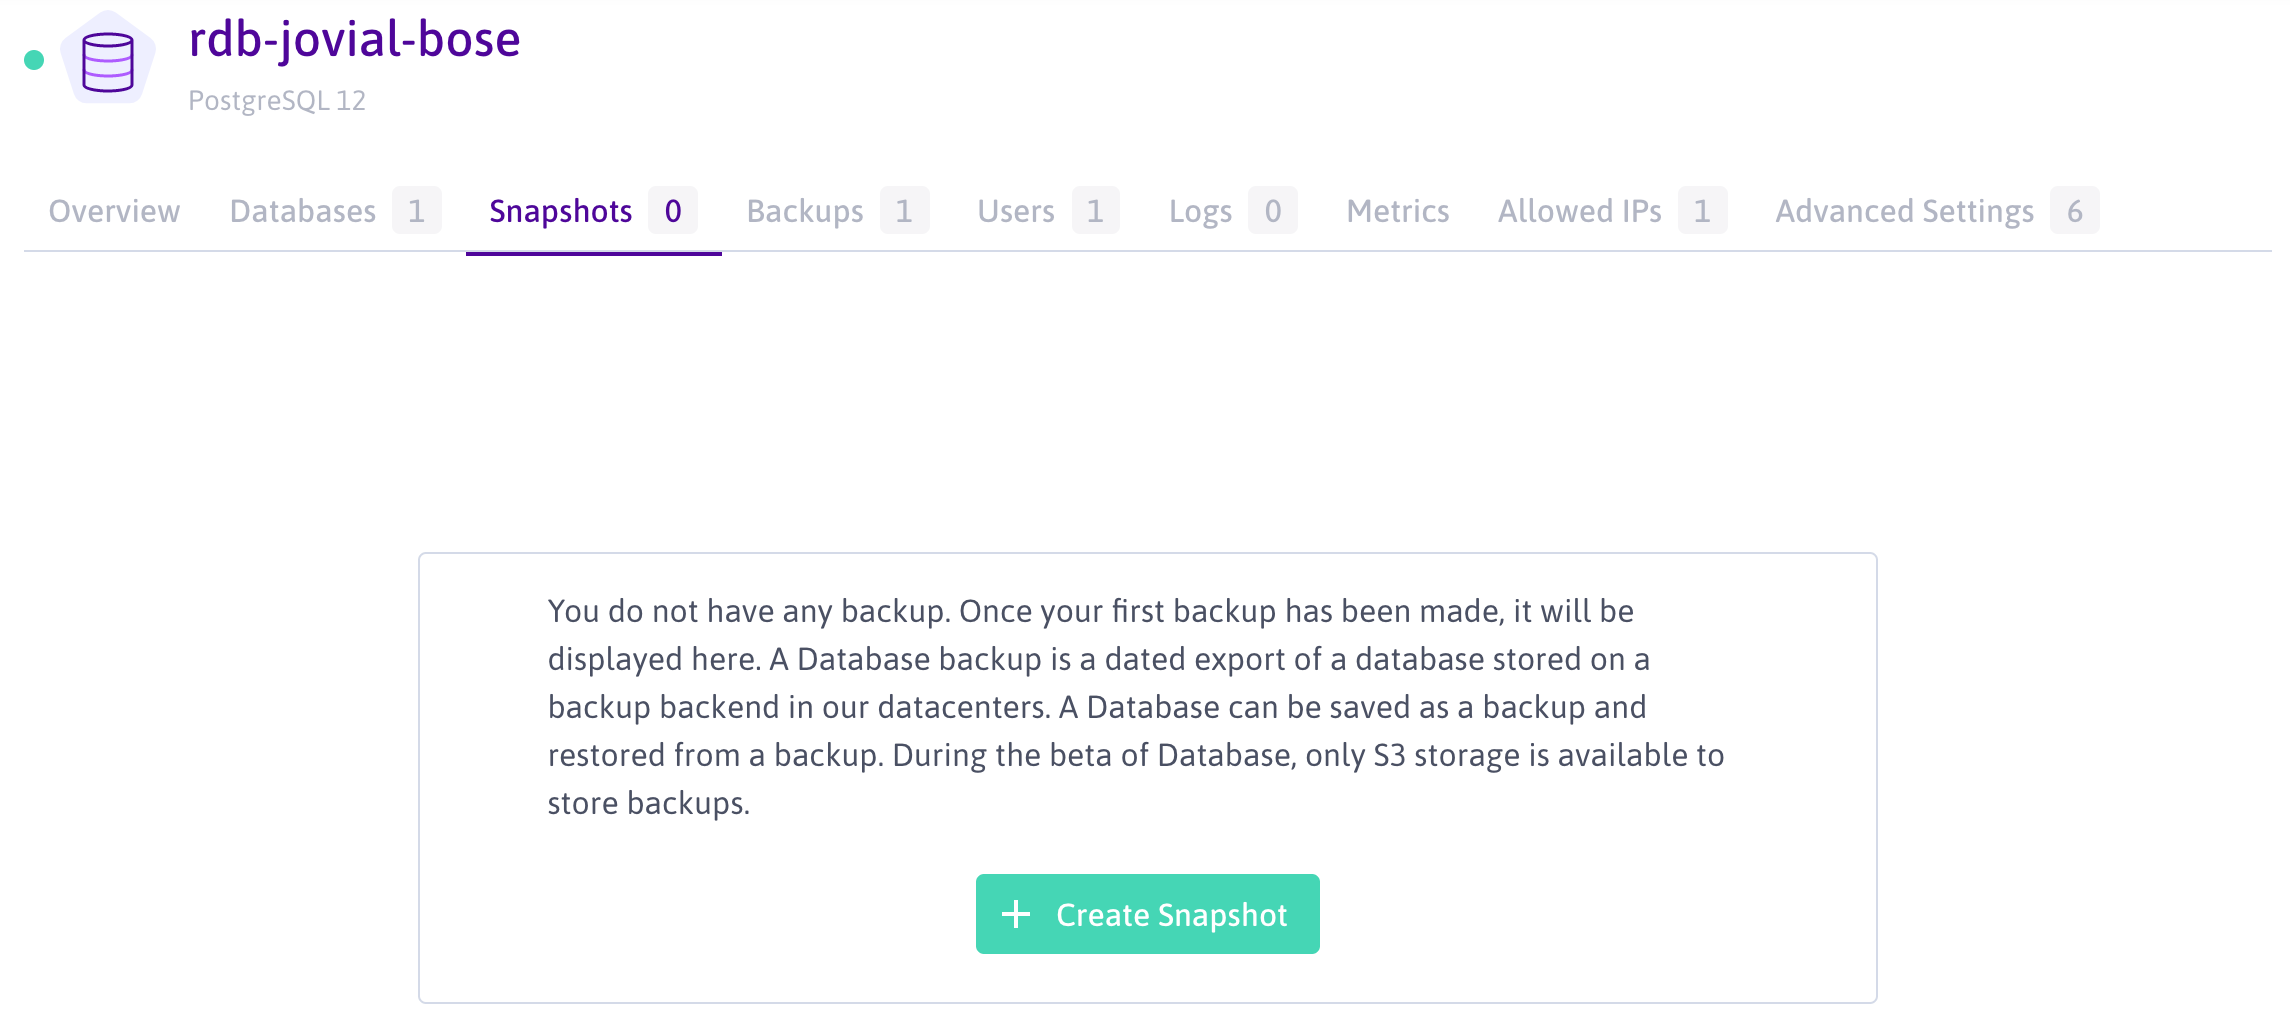 rdb-jovial-bose
PostgreSQL 12
Overview Databases 1 Snapshots 0 Backups 1 Users 1 Logs 0 Metrics Allowed IPs 1 Advanced Settings 6
You do not have any backup. Once your first backup has been made, it will be
displayed here. A Database backup is a dated export of a database stored on a
backup backend in our datacenters. A Database can be saved as a backup and
restored from a backup. During the beta of Database, only S3 storage is available to
store backups.
+ Create Snapshot